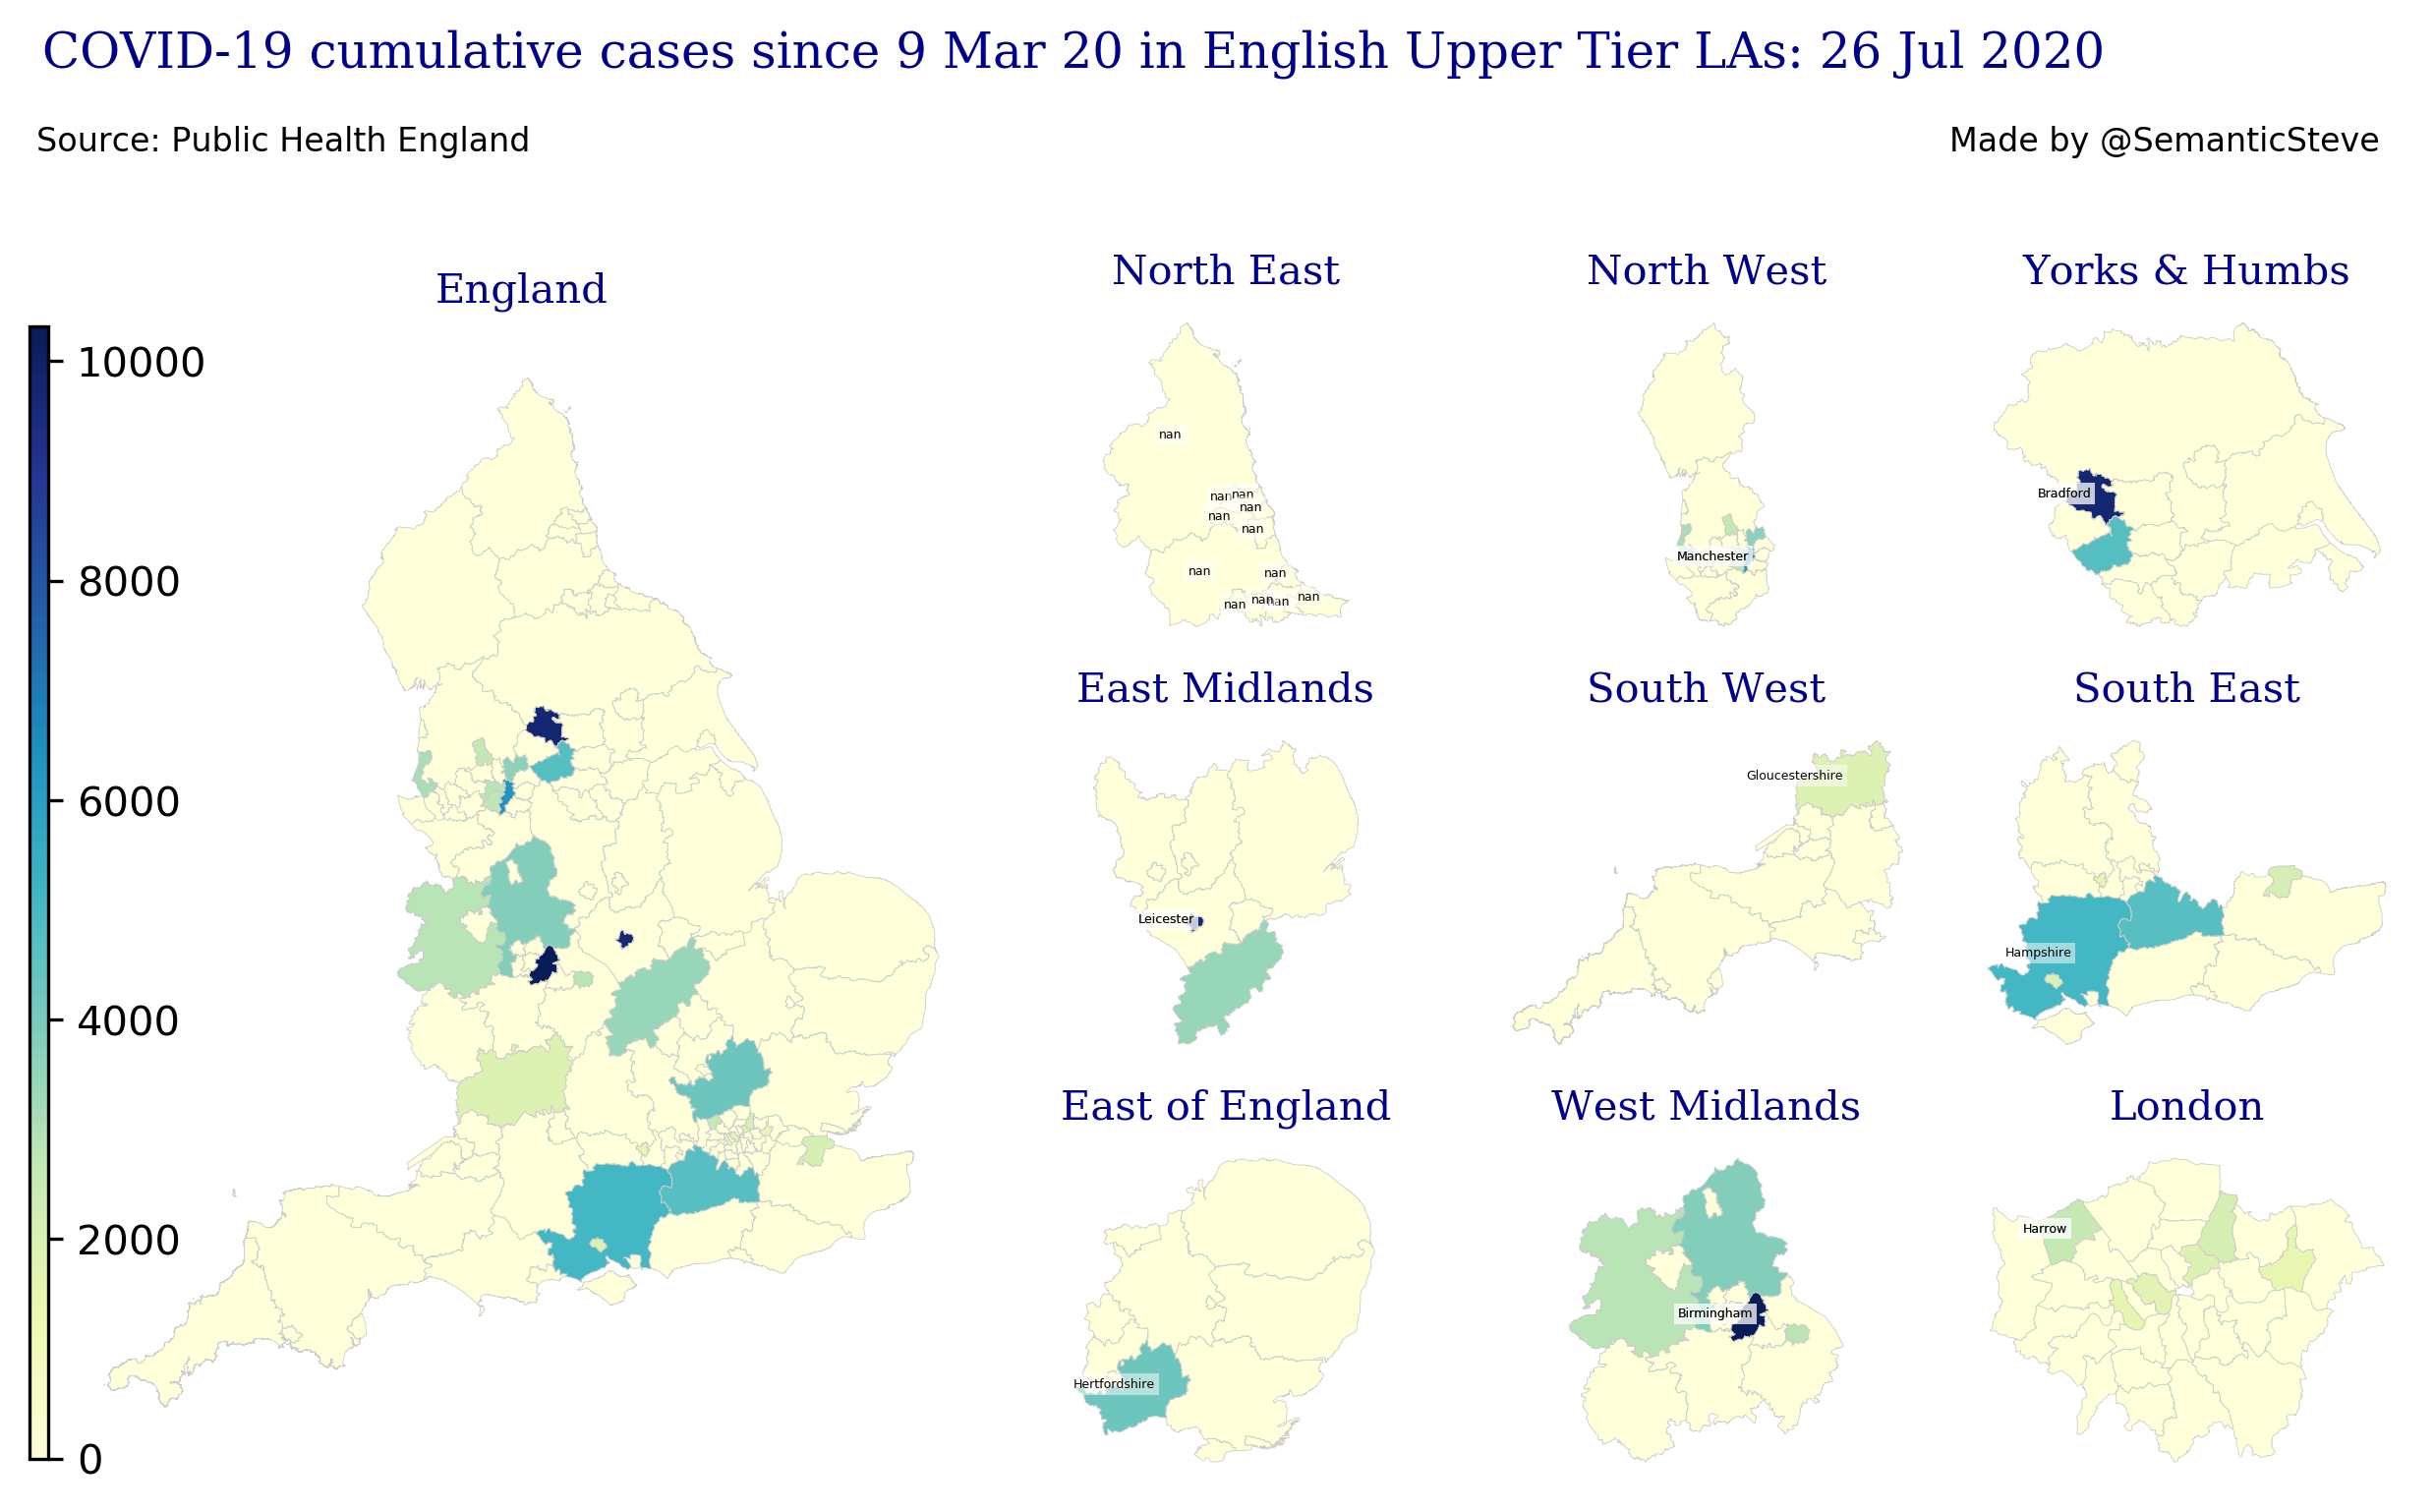 COVID-19 cumulative cases since 9 Mar 20 in English Upper Tier LAs: 26 Jul 2020
Source: Public Health England
Made by @SemanticSteve
England
10000
8000
6000
4000
2000
0
North East
nan
nan
nan
nan
nan
nan
nan
nan
nan
nan
nan
nan
North West
Manchester
Yorks & Humbs
Bradford
East Midlands
Leicester
South West
Gloucestershire
South East
Hampshire
East of England
Hertfordshire
West Midlands
Birmingham
London
Harrow